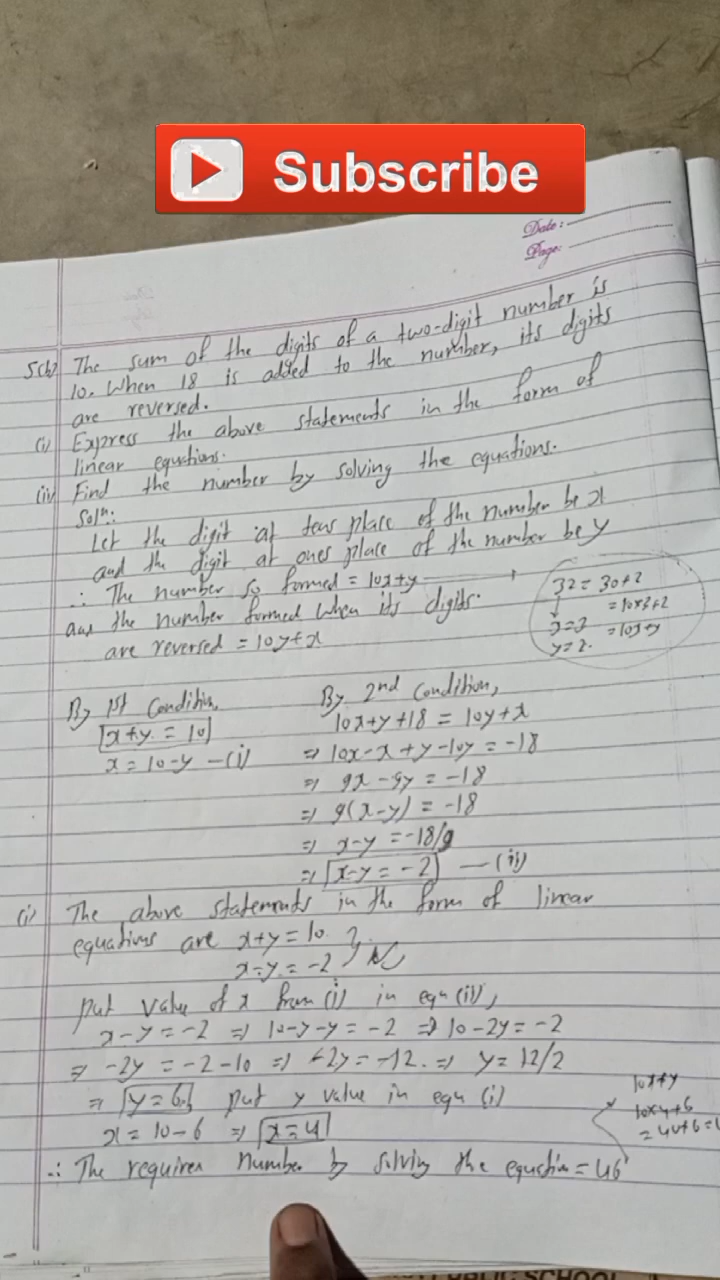 Subscribe
Date:
Page:
5(b) The sum of the digits of a two-digit number is
10. When 18 is added to the number, its digits
are reversed.
(i) Express the above statements in the form of
linear equations.
(ii) Find the number by solving the equations.
Solⁿ:
Let the digit at tens place of the number be x
and the digit at ones place of the number be y
∴ The number so formed = 10x+y
and the number formed when its digits.
are reversed = 10y+x
32 = 30+2
= 10×3+2
x=3 = 10x+y
y=2.
By 1st Condition,
x+y = 10
x = 10-y —(i)
By 2nd Condition,
10x+y+18 = 10y+x
⇒ 10x-x+y-10y = -18
⇒ 9x-9y = -18
⇒ 9(x-y) = -18
⇒ x-y = -18/9
⇒ x-y = -2 —(ii)
(i) The above statements in the form of linear
equations are x+y = 10
x-y = -2
put value of x from (i) in eqn (ii),
x-y = -2 ⇒ 10-y-y = -2 ⇒ 10-2y = -2
⇒ -2y = -2-10 ⇒ -2y = -12. ⇒ y = 12/2
⇒ y = 6 put y value in eqn (i)
x = 10-6 ⇒ x = 4
10x+y
10×4+6
= 40+6=
∴ The required number by solving the equation = 46
PUBLIC SCHOOL